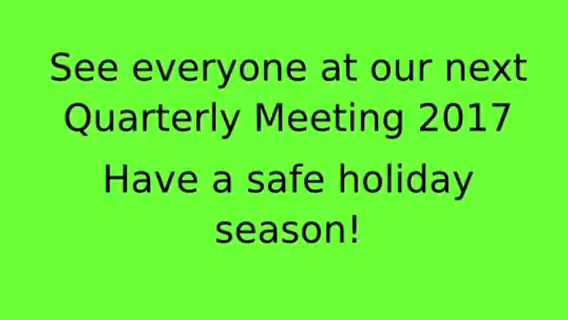 See everyone at our next
Quarterly Meeting 2017
Have a safe holiday
season!